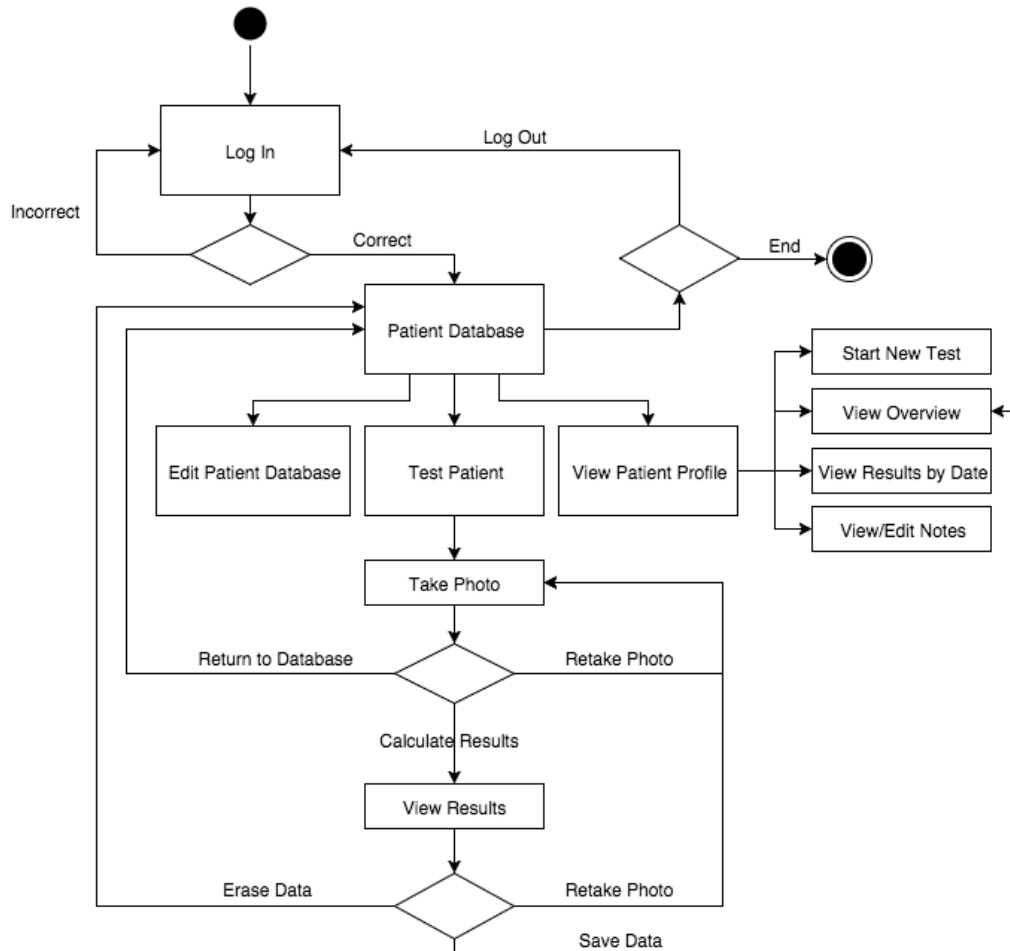 Log In
Log Out
Incorrect
Correct
End
Patient Database
Start New Test
View Overview
Edit Patient Database
Test Patient
View Patient Profile
View Results by Date
View/Edit Notes
Take Photo
Return to Database
Retake Photo
Calculate Results
View Results
Erase Data
Retake Photo
Save Data